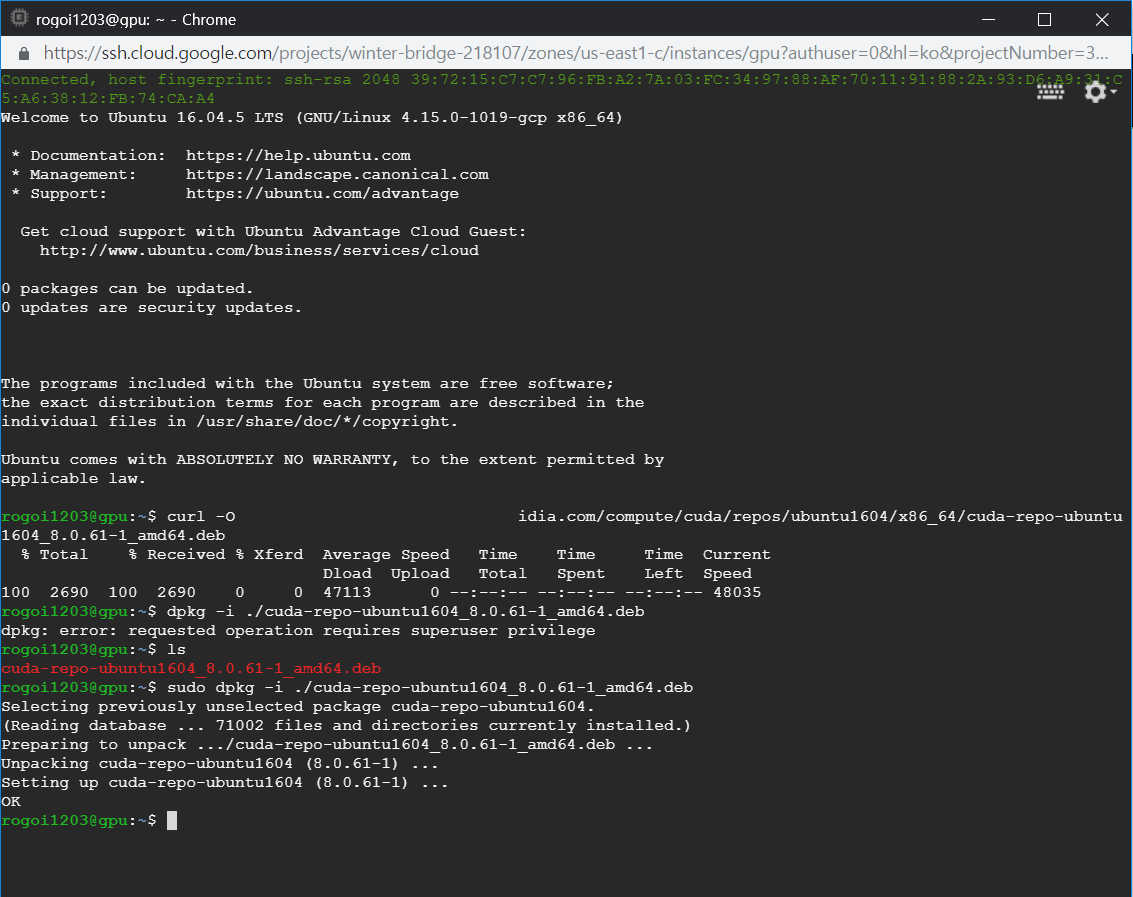 rogoi1203@gpu: ~ - Chrome
https://ssh.cloud.google.com/projects/winter-bridge-218107/zones/us-east1-c/instances/gpu?authuser=0&hl=ko&projectNumber=3...
Connected, host fingerprint: ssh-rsa 2048 39:72:15:C7:C7:96:FB:A2:7A:03:FC:34:97:88:AF:70:11:91:88:2A:93:D6:A9:31:C
5:A6:38:12:FB:74:CA:A4
Welcome to Ubuntu 16.04.5 LTS (GNU/Linux 4.15.0-1019-gcp x86_64)
* Documentation:  https://help.ubuntu.com
* Management:     https://landscape.canonical.com
* Support:        https://ubuntu.com/advantage
Get cloud support with Ubuntu Advantage Cloud Guest:
http://www.ubuntu.com/business/services/cloud
0 packages can be updated.
0 updates are security updates.
The programs included with the Ubuntu system are free software;
the exact distribution terms for each program are described in the
individual files in /usr/share/doc/*/copyright.
Ubuntu comes with ABSOLUTELY NO WARRANTY, to the extent permitted by
applicable law.
rogoi1203@gpu:~$ curl -O idia.com/compute/cuda/repos/ubuntu1604/x86_64/cuda-repo-ubuntu
1604_8.0.61-1_amd64.deb
% Total    % Received % Xferd  Average Speed   Time    Time     Time  Current
Dload  Upload   Total   Spent    Left  Speed
100  2690  100  2690    0     0  47113      0 --:--:-- --:--:-- --:--:-- 48035
rogoi1203@gpu:~$ dpkg -i ./cuda-repo-ubuntu1604_8.0.61-1_amd64.deb
dpkg: error: requested operation requires superuser privilege
rogoi1203@gpu:~$ ls
cuda-repo-ubuntu1604_8.0.61-1_amd64.deb
rogoi1203@gpu:~$ sudo dpkg -i ./cuda-repo-ubuntu1604_8.0.61-1_amd64.deb
Selecting previously unselected package cuda-repo-ubuntu1604.
(Reading database ... 71002 files and directories currently installed.)
Preparing to unpack .../cuda-repo-ubuntu1604_8.0.61-1_amd64.deb ...
Unpacking cuda-repo-ubuntu1604 (8.0.61-1) ...
Setting up cuda-repo-ubuntu1604 (8.0.61-1) ...
OK
rogoi1203@gpu:~$